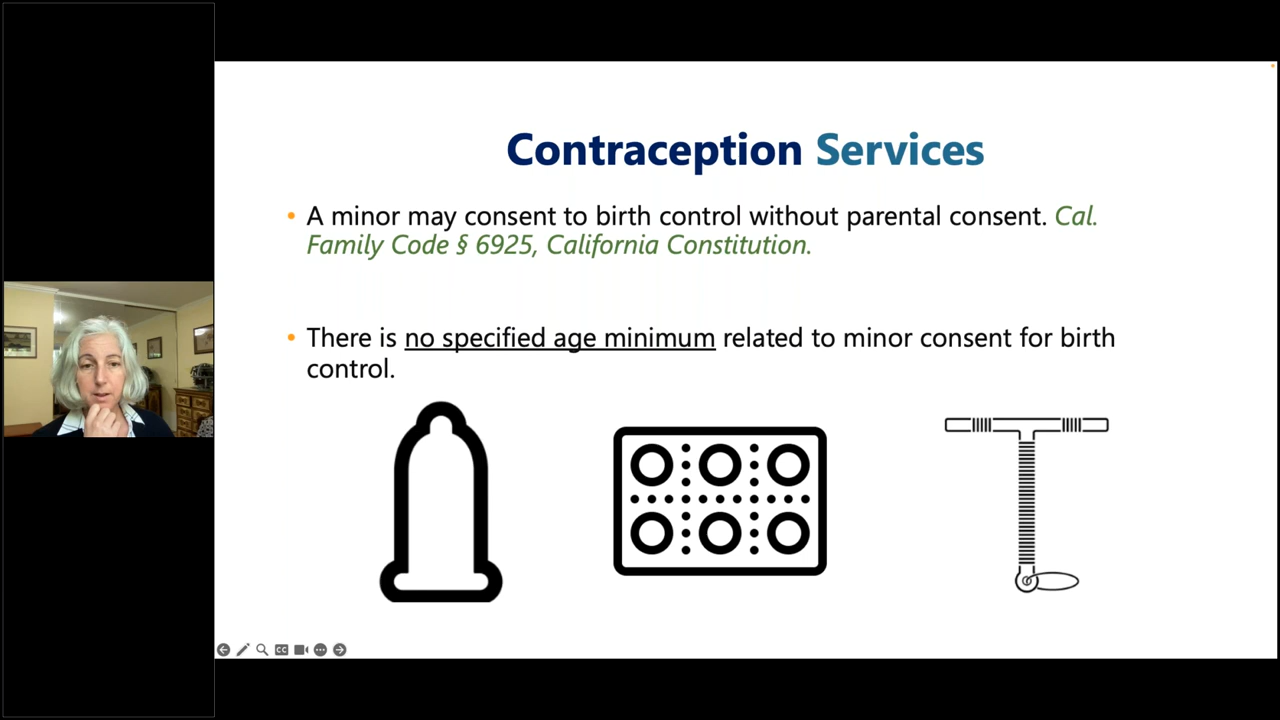 Contraception Services
• A minor may consent to birth control without parental consent. Cal.
Family Code § 6925, California Constitution.
• There is no specified age minimum related to minor consent for birth
control.
CC